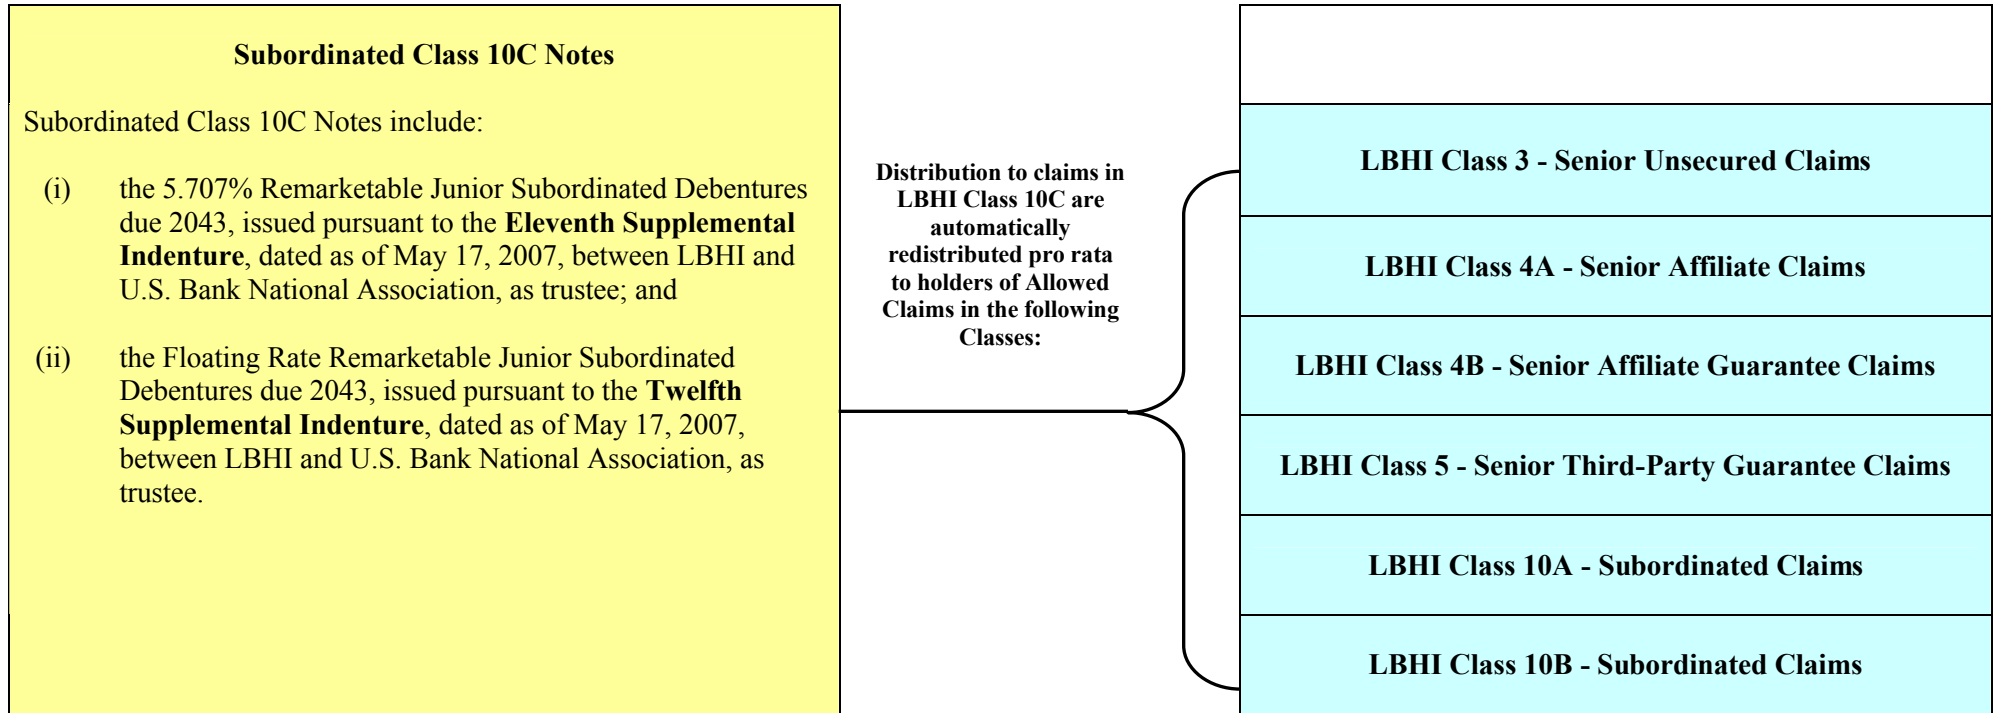 Subordinated Class 10C Notes
Subordinated Class 10C Notes include:
(i) the 5.707% Remarketable Junior Subordinated Debentures
due 2043, issued pursuant to the Eleventh Supplemental
Indenture, dated as of May 17, 2007, between LBHI and
U.S. Bank National Association, as trustee; and
(ii) the Floating Rate Remarketable Junior Subordinated
Debentures due 2043, issued pursuant to the Twelfth
Supplemental Indenture, dated as of May 17, 2007,
between LBHI and U.S. Bank National Association, as
trustee.
Distribution to claims in
LBHI Class 10C are
automatically
redistributed pro rata
to holders of Allowed
Claims in the following
Classes:
LBHI Class 3 - Senior Unsecured Claims
LBHI Class 4A - Senior Affiliate Claims
LBHI Class 4B - Senior Affiliate Guarantee Claims
LBHI Class 5 - Senior Third-Party Guarantee Claims
LBHI Class 10A - Subordinated Claims
LBHI Class 10B - Subordinated Claims